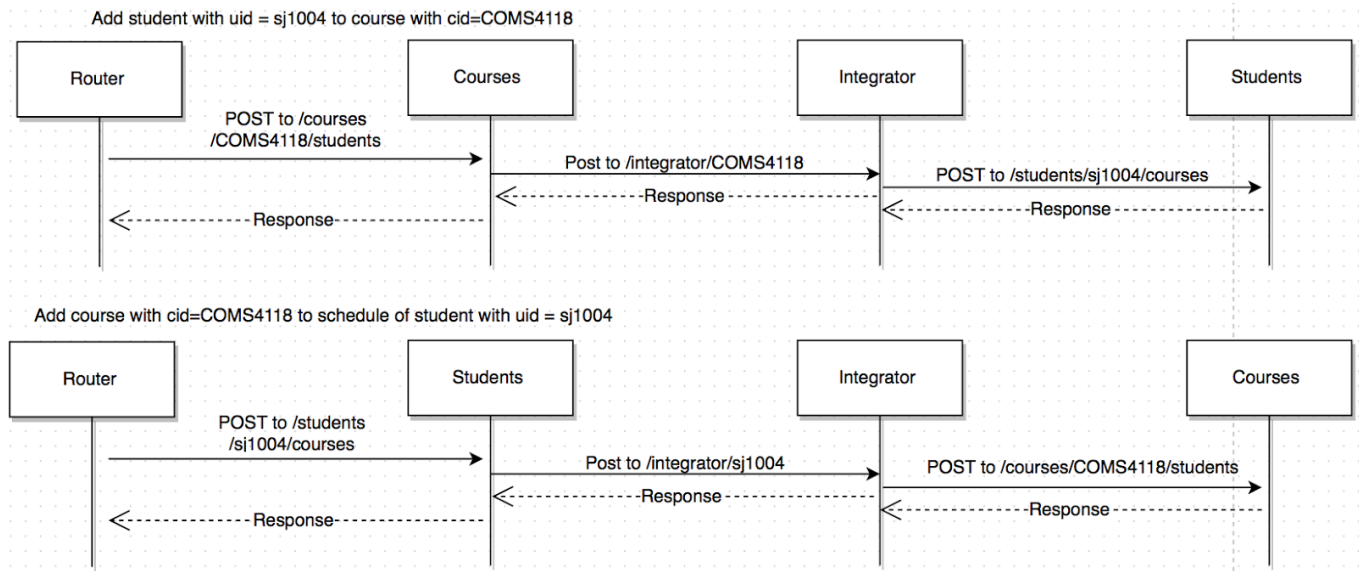 Add student with uid = sj1004 to course with cid=COMS4118
Router
Courses
Integrator
Students
POST to /courses
/COMS4118/students
Post to /integrator/COMS4118
POST to /students/sj1004/courses
Response
Response
Response
Add course with cid=COMS4118 to schedule of student with uid = sj1004
Router
Students
Integrator
Courses
POST to /students
/sj1004/courses
Post to /integrator/sj1004
POST to /courses/COMS4118/students
Response
Response
Response